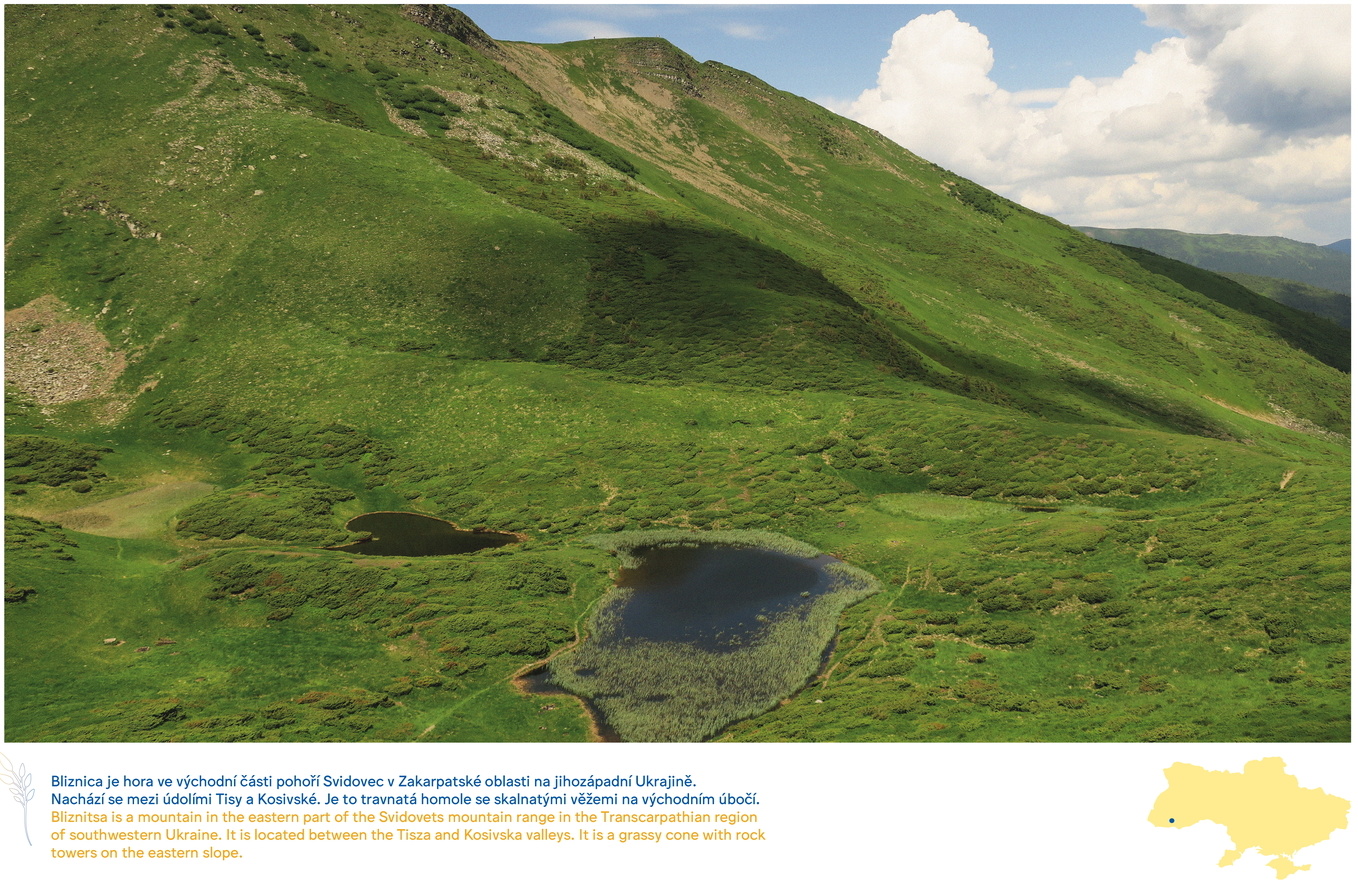 Bliznica je hora ve východní části pohoří Svidovec v Zakarpatské oblasti na jihozápadní Ukrajině.
Nachází se mezi údolími Tisy a Kosivské. Je to travnatá homole se skalnatými věžemi na východním úbočí.
Bliznitsa is a mountain in the eastern part of the Svidovets mountain range in the Transcarpathian region
of southwestern Ukraine. It is located between the Tisza and Kosivska valleys. It is a grassy cone with rock
towers on the eastern slope.